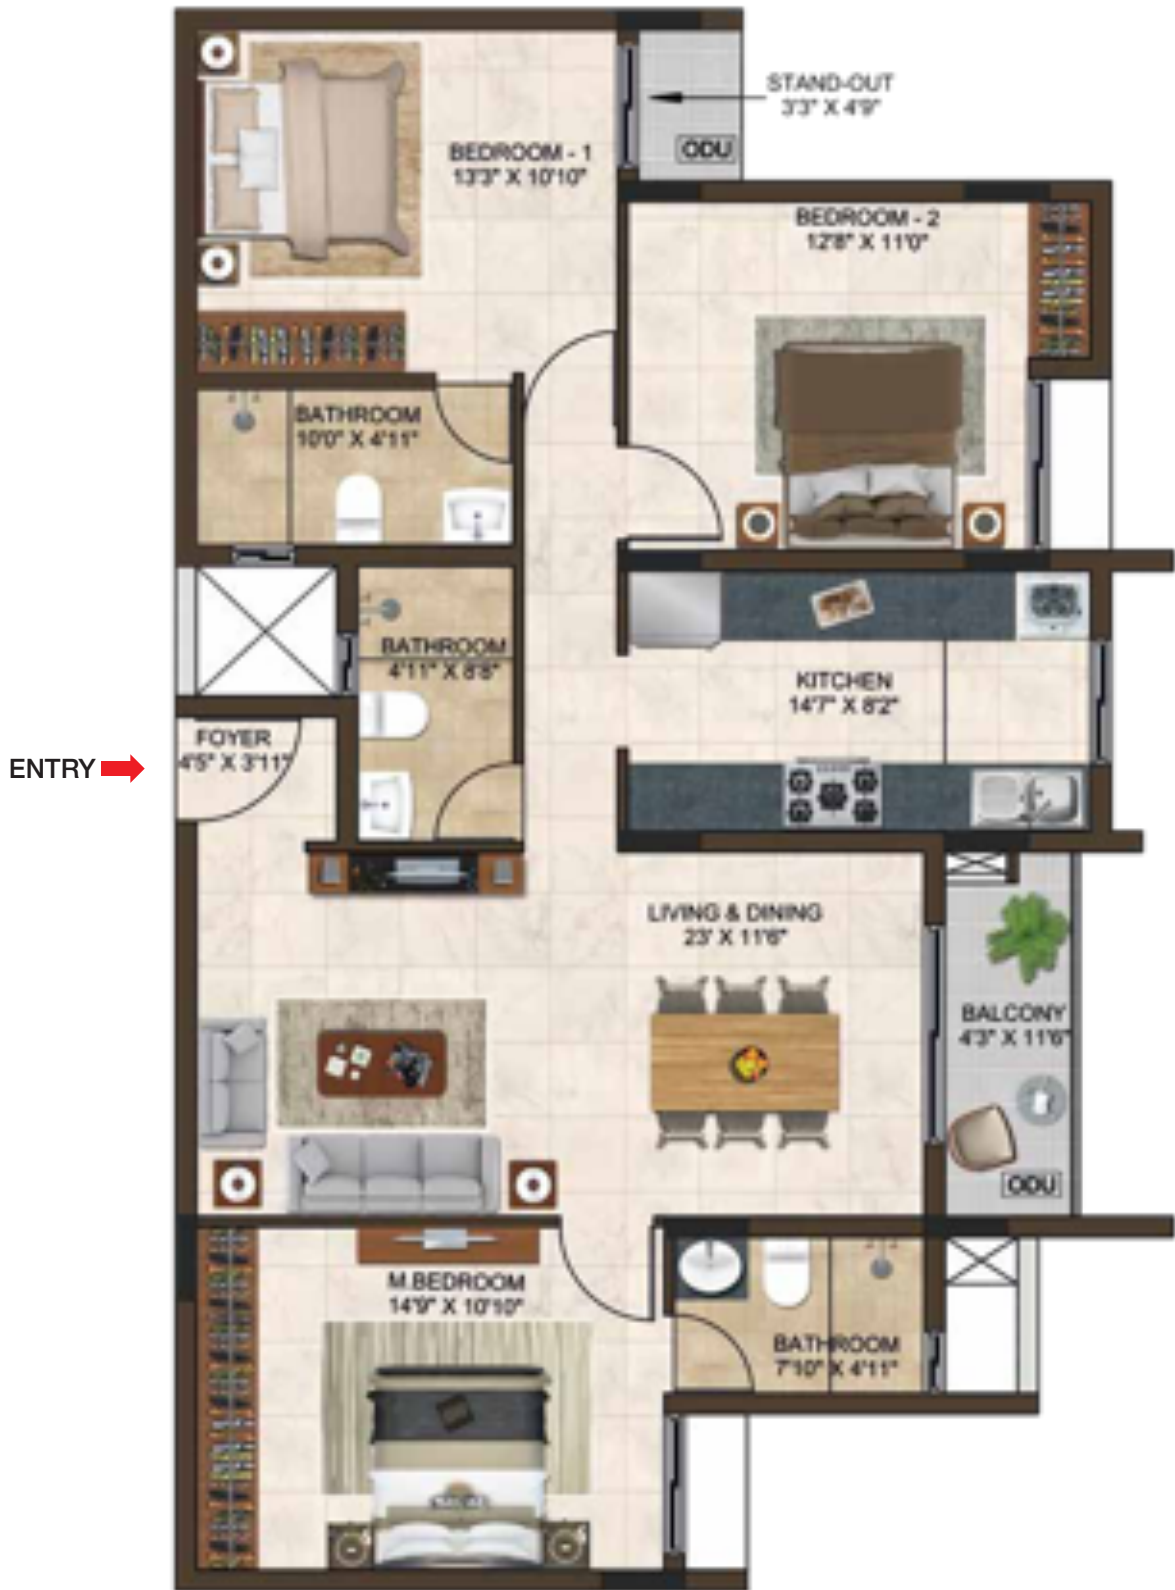 STAND-OUT
3'3" X 4'9"
ODU
BEDROOM - 1
13'3" X 10'10"
BEDROOM - 2
12'8" X 11'0"
BATHROOM
10'0" X 4'11"
BATHROOM
4'11" X 8'8"
KITCHEN
14'7" X 8'2"
FOYER
4'5" X 3'11"
ENTRY
LIVING & DINING
23' X 11'6"
BALCONY
4'3" X 11'6"
ODU
M.BEDROOM
14'9" X 10'10"
BATHROOM
7'10" X 4'11"